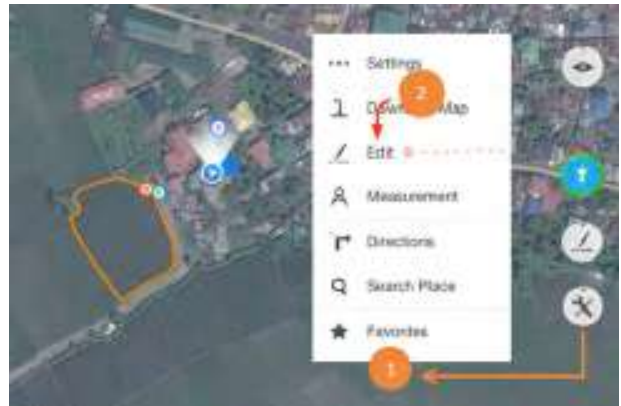 Settings
2
Map
Edit
Measurement
Directions
Search Place
Favorites
1